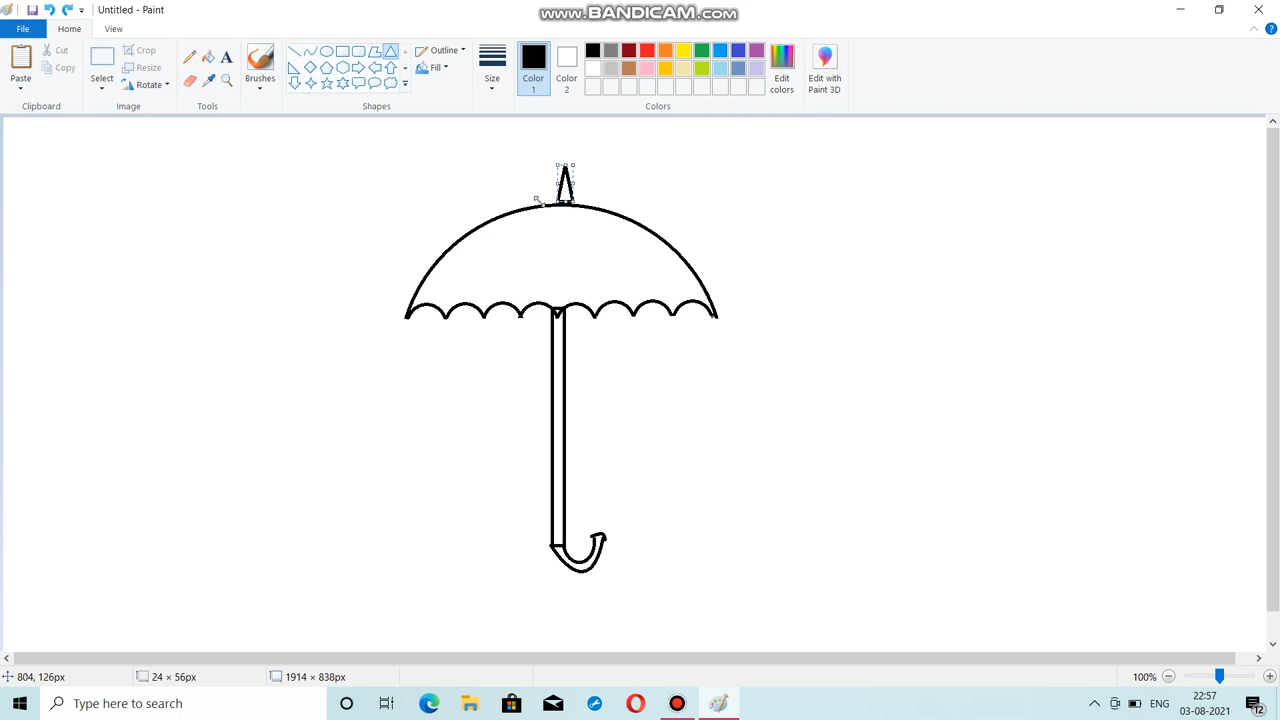 Untitled - Paint
www.BANDICAM.com
File
Home
View
Paste
Cut
Copy
Clipboard
Select
Crop
Resize
Rotate
Image
Tools
Brushes
Shapes
Outline
Fill
Size
Color
1
Color
2
Colors
Edit
colors
Edit with
Paint 3D
804, 126px
24 × 56px
1914 × 838px
100%
Type here to search
ENG
22:57
03-08-2021
12